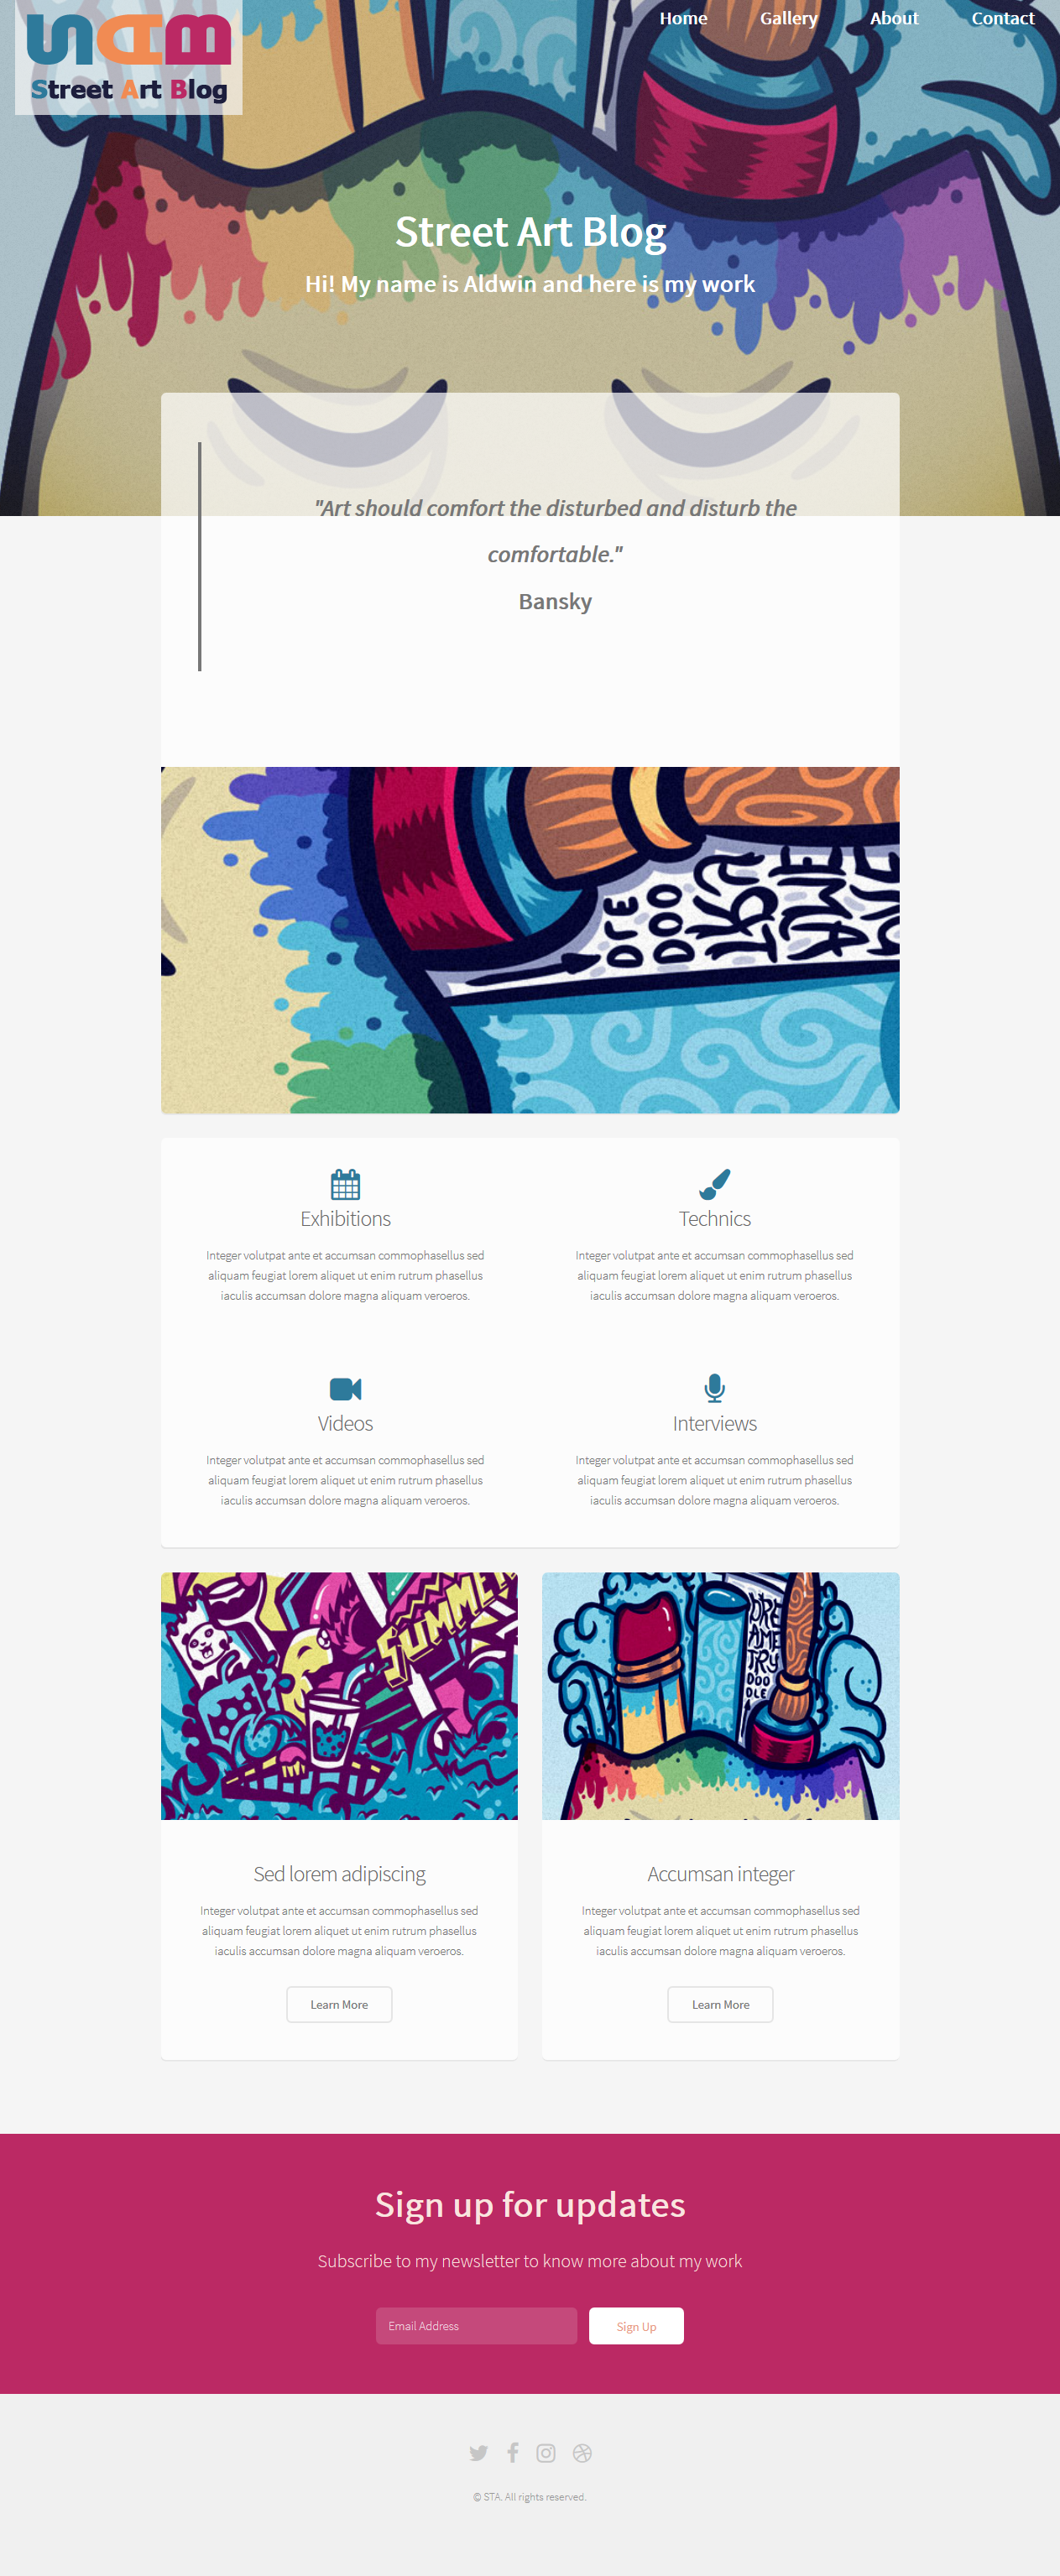 Home Gallery About Contact
Street Art Blog
Street Art Blog
Hi! My name is Aldwin and here is my work
"Art should comfort the disturbed and disturb the
comfortable."
Bansky
DRE
DOO
Exhibitions
Integer volutpat ante et accumsan commophasellus sed
aliquam feugiat lorem aliquet ut enim rutrum phasellus
iaculis accumsan dolore magna aliquam veroeros.
Technics
Integer volutpat ante et accumsan commophasellus sed
aliquam feugiat lorem aliquet ut enim rutrum phasellus
iaculis accumsan dolore magna aliquam veroeros.
Videos
Integer volutpat ante et accumsan commophasellus sed
aliquam feugiat lorem aliquet ut enim rutrum phasellus
iaculis accumsan dolore magna aliquam veroeros.
Interviews
Integer volutpat ante et accumsan commophasellus sed
aliquam feugiat lorem aliquet ut enim rutrum phasellus
iaculis accumsan dolore magna aliquam veroeros.
SUMME
Sed lorem adipiscing
Integer volutpat ante et accumsan commophasellus sed
aliquam feugiat lorem aliquet ut enim rutrum phasellus
iaculis accumsan dolore magna aliquam veroeros.
Learn More
DRE
AME
TRY
DOO
DLE
Accumsan integer
Integer volutpat ante et accumsan commophasellus sed
aliquam feugiat lorem aliquet ut enim rutrum phasellus
iaculis accumsan dolore magna aliquam veroeros.
Learn More
Sign up for updates
Subscribe to my newsletter to know more about my work
Email Address
Sign Up
© STA. All rights reserved.